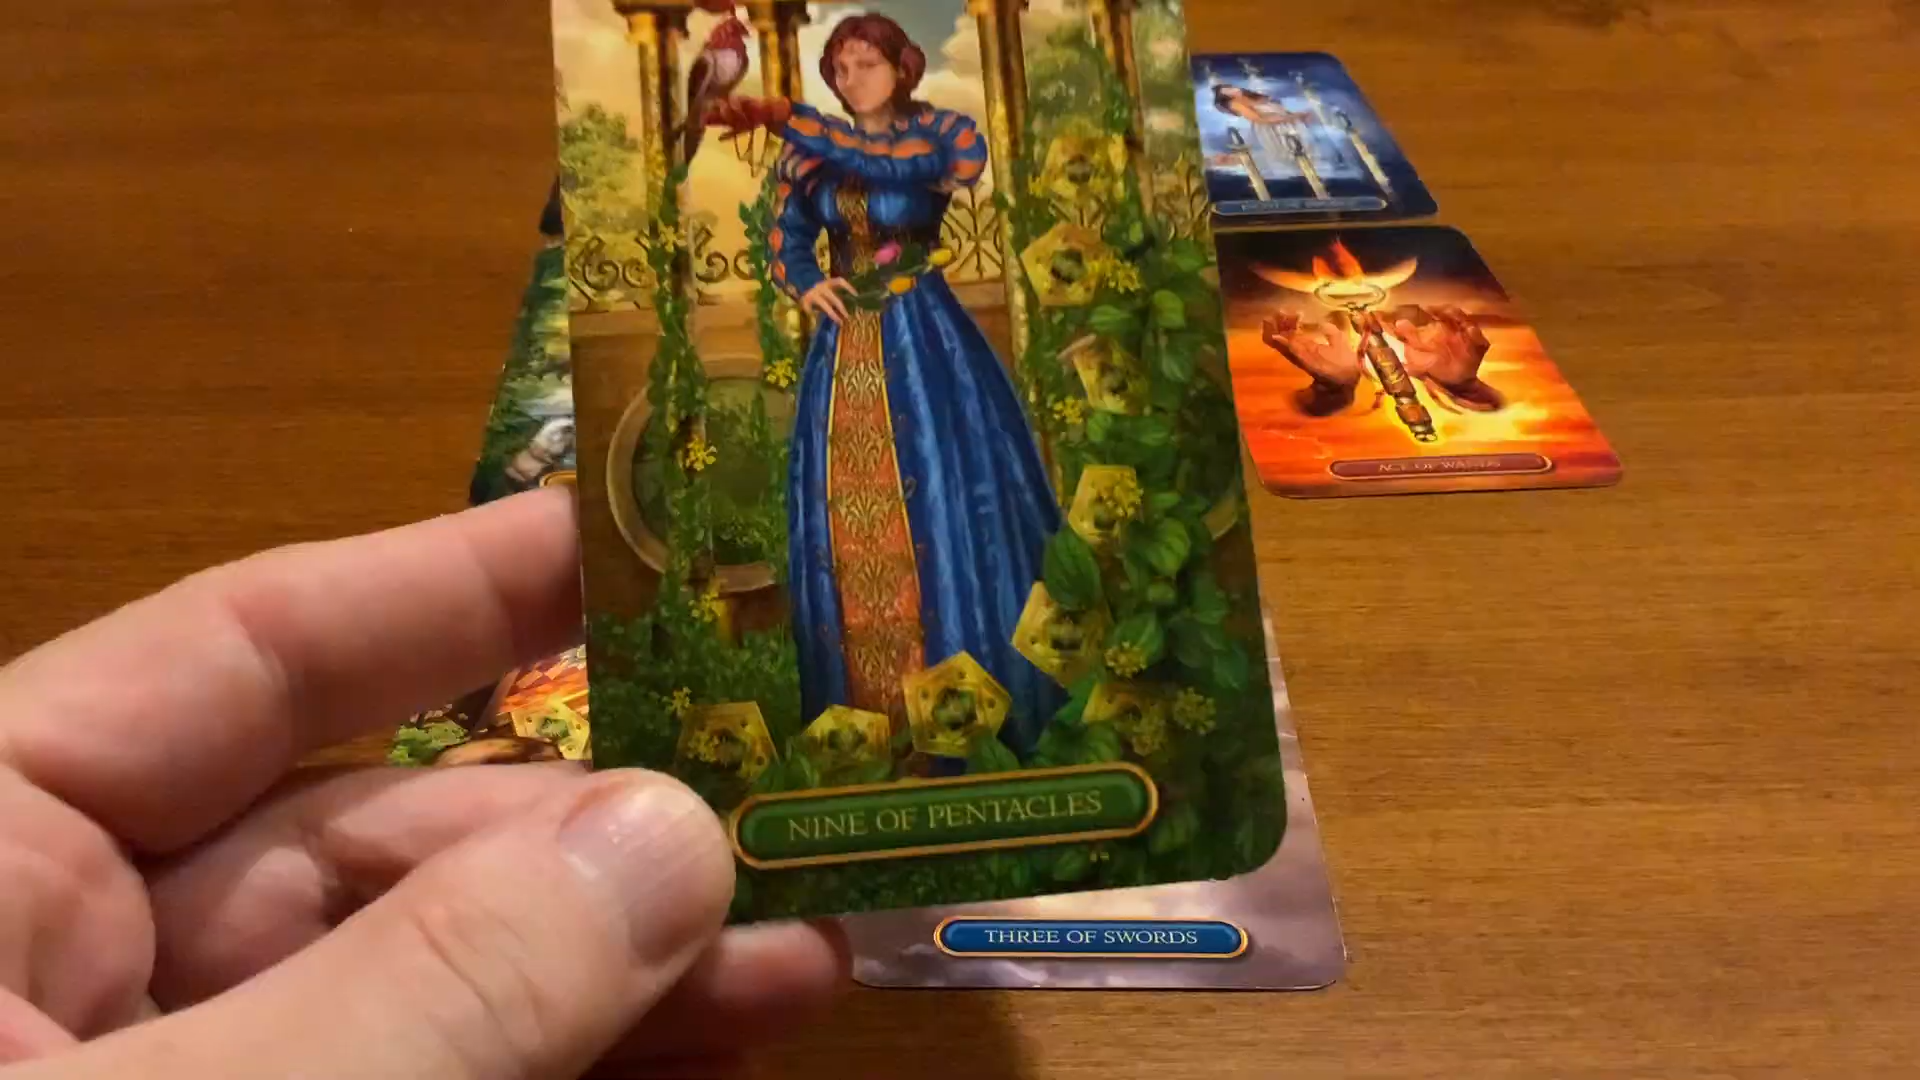 ACE OF WANDS
NINE OF PENTACLES
THREE OF SWORDS